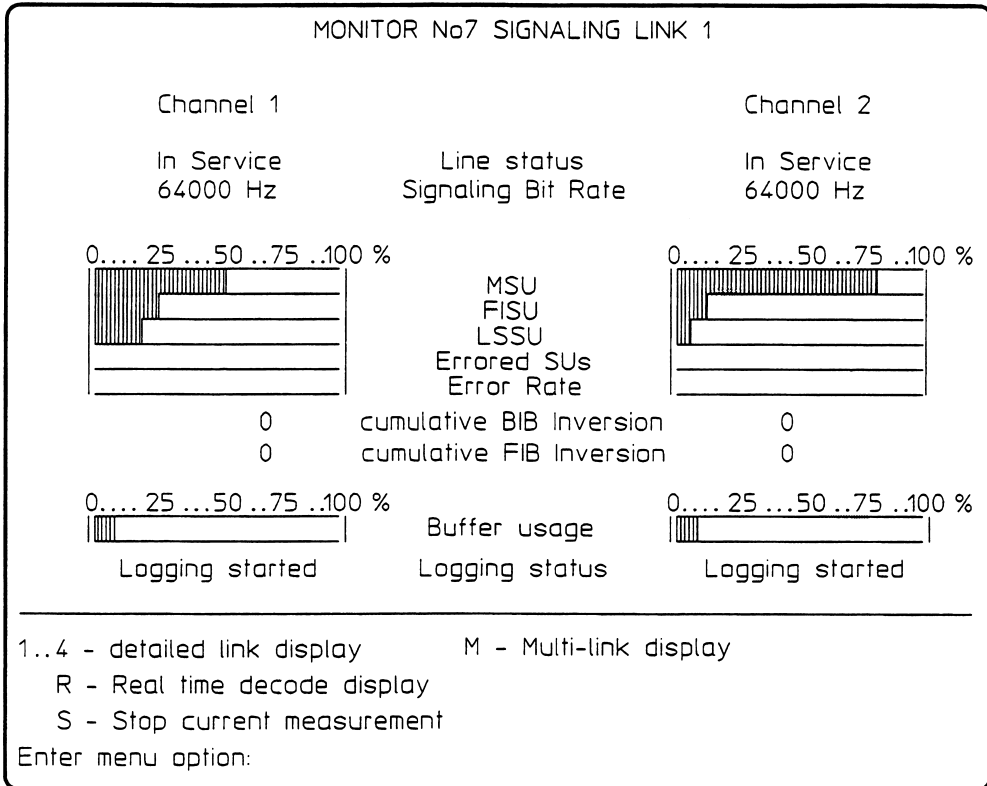 MONITOR No7 SIGNALING LINK 1
Channel 1 Channel 2
In Service Line status In Service
64000 Hz Signaling Bit Rate 64000 Hz
0.... 25 ...50 ..75 ..100 % 0.... 25 ...50 ..75 ..100 %
MSU
FISU
LSSU
Errored SUs
Error Rate
0 cumulative BIB Inversion 0
0 cumulative FIB Inversion 0
0.... 25 ...50 ..75 ..100 % 0.... 25 ...50 ..75 ..100 %
Buffer usage
Logging started Logging status Logging started
1..4 - detailed link display M - Multi-link display
R - Real time decode display
S - Stop current measurement
Enter menu option: